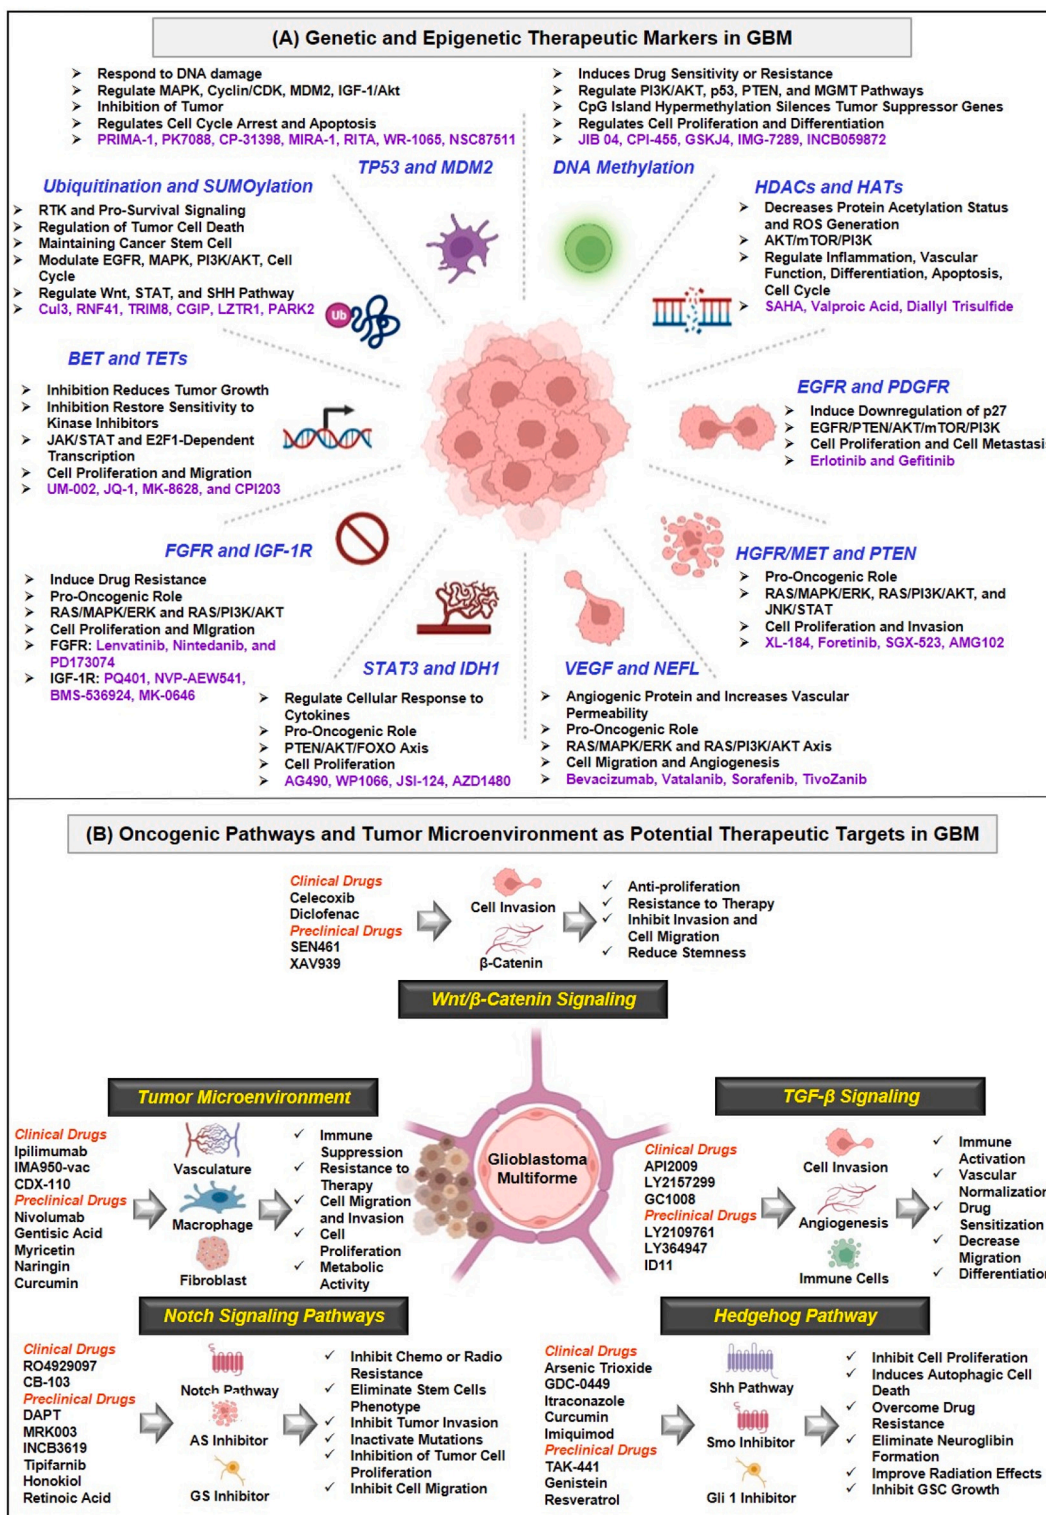 (A) Genetic and Epigenetic Therapeutic Markers in GBM
➤ Respond to DNA damage
➤ Regulate MAPK, Cyclin/CDK, MDM2, IGF-1/Akt
➤ Inhibition of Tumor
➤ Regulates Cell Cycle Arrest and Apoptosis
➤ PRIMA-1, PK7088, CP-31398, MIRA-1, RITA, WR-1065, NSC87511
TP53 and MDM2
➤ Induces Drug Sensitivity or Resistance
➤ Regulate PI3K/AKT, p53, PTEN, and MGMT Pathways
➤ CpG Island Hypermethylation Silences Tumor Suppressor Genes
➤ Regulates Cell Proliferation and Differentiation
➤ JIB 04, CPI-455, GSKJ4, IMG-7289, INCB059872
DNA Methylation
Ubiquitination and SUMOylation
➤ RTK and Pro-Survival Signaling
➤ Regulation of Tumor Cell Death
➤ Maintaining Cancer Stem Cell
➤ Modulate EGFR, MAPK, PI3K/AKT, Cell
Cycle
➤ Regulate Wnt, STAT, and SHH Pathway
➤ Cul3, RNF41, TRIM8, CGIP, LZTR1, PARK2
Ub
HDACs and HATs
➤ Decreases Protein Acetylation Status
and ROS Generation
➤ AKT/mTOR/PI3K
➤ Regulate Inflammation, Vascular
Function, Differentiation, Apoptosis,
Cell Cycle
➤ SAHA, Valproic Acid, Diallyl Trisulfide
BET and TETs
➤ Inhibition Reduces Tumor Growth
➤ Inhibition Restore Sensitivity to
Kinase Inhibitors
➤ JAK/STAT and E2F1-Dependent
Transcription
➤ Cell Proliferation and Migration
➤ UM-002, JQ-1, MK-8628, and CPI203
EGFR and PDGFR
➤ Induce Downregulation of p27
➤ EGFR/PTEN/AKT/mTOR/PI3K
➤ Cell Proliferation and Cell Metastasis
➤ Erlotinib and Gefitinib
FGFR and IGF-1R
➤ Induce Drug Resistance
➤ Pro-Oncogenic Role
➤ RAS/MAPK/ERK and RAS/PI3K/AKT
➤ Cell Proliferation and MIgration
➤ FGFR: Lenvatinib, Nintedanib, and
PD173074
➤ IGF-1R: PQ401, NVP-AEW541,
BMS-536924, MK-0646
HGFR/MET and PTEN
➤ Pro-Oncogenic Role
➤ RAS/MAPK/ERK, RAS/PI3K/AKT, and
JNK/STAT
➤ Cell Proliferation and Invasion
➤ XL-184, Foretinib, SGX-523, AMG102
STAT3 and IDH1
➤ Regulate Cellular Response to
Cytokines
➤ Pro-Oncogenic Role
➤ PTEN/AKT/FOXO Axis
➤ Cell Proliferation
➤ AG490, WP1066, JSI-124, AZD1480
VEGF and NEFL
➤ Angiogenic Protein and Increases Vascular
Permeability
➤ Pro-Oncogenic Role
➤ RAS/MAPK/ERK and RAS/PI3K/AKT Axis
➤ Cell Migration and Angiogenesis
➤ Bevacizumab, Vatalanib, Sorafenib, TivoZanib
(B) Oncogenic Pathways and Tumor Microenvironment as Potential Therapeutic Targets in GBM
Clinical Drugs
Celecoxib
Diclofenac
Preclinical Drugs
SEN461
XAV939
Cell Invasion
β-Catenin
✓ Anti-proliferation
✓ Resistance to Therapy
✓ Inhibit Invasion and
Cell Migration
✓ Reduce Stemness
Wnt/β-Catenin Signaling
Glioblastoma
Multiforme
Tumor Microenvironment
Clinical Drugs
Ipilimumab
IMA950-vac
CDX-110
Preclinical Drugs
Nivolumab
Gentisic Acid
Myricetin
Naringin
Curcumin
Vasculature
Macrophage
Fibroblast
✓ Immune
Suppression
✓ Resistance to
Therapy
✓ Cell Migration
and Invasion
✓ Cell
Proliferation
✓ Metabolic
Activity
TGF-β Signaling
Clinical Drugs
API2009
LY2157299
GC1008
Preclinical Drugs
LY2109761
LY364947
ID11
Cell Invasion
Angiogenesis
Immune Cells
✓ Immune
Activation
✓ Vascular
Normalization
✓ Drug
Sensitization
✓ Decrease
Migration
✓ Differentiation
Notch Signaling Pathways
Clinical Drugs
RO4929097
CB-103
Preclinical Drugs
DAPT
MRK003
INCB3619
Tipifarnib
Honokiol
Retinoic Acid
Notch Pathway
AS Inhibitor
GS Inhibitor
✓ Inhibit Chemo or Radio
Resistance
✓ Eliminate Stem Cells
Phenotype
✓ Inhibit Tumor Invasion
✓ Inactivate Mutations
✓ Inhibition of Tumor Cell
Proliferation
✓ Inhibit Cell Migration
Hedgehog Pathway
Clinical Drugs
Arsenic Trioxide
GDC-0449
Itraconazole
Curcumin
Imiquimod
Preclinical Drugs
TAK-441
Genistein
Resveratrol
Shh Pathway
Smo Inhibitor
Gli 1 Inhibitor
✓ Inhibit Cell Proliferation
✓ Induces Autophagic Cell
Death
✓ Overcome Drug
Resistance
✓ Eliminate Neuroglibin
Formation
✓ Improve Radiation Effects
✓ Inhibit GSC Growth